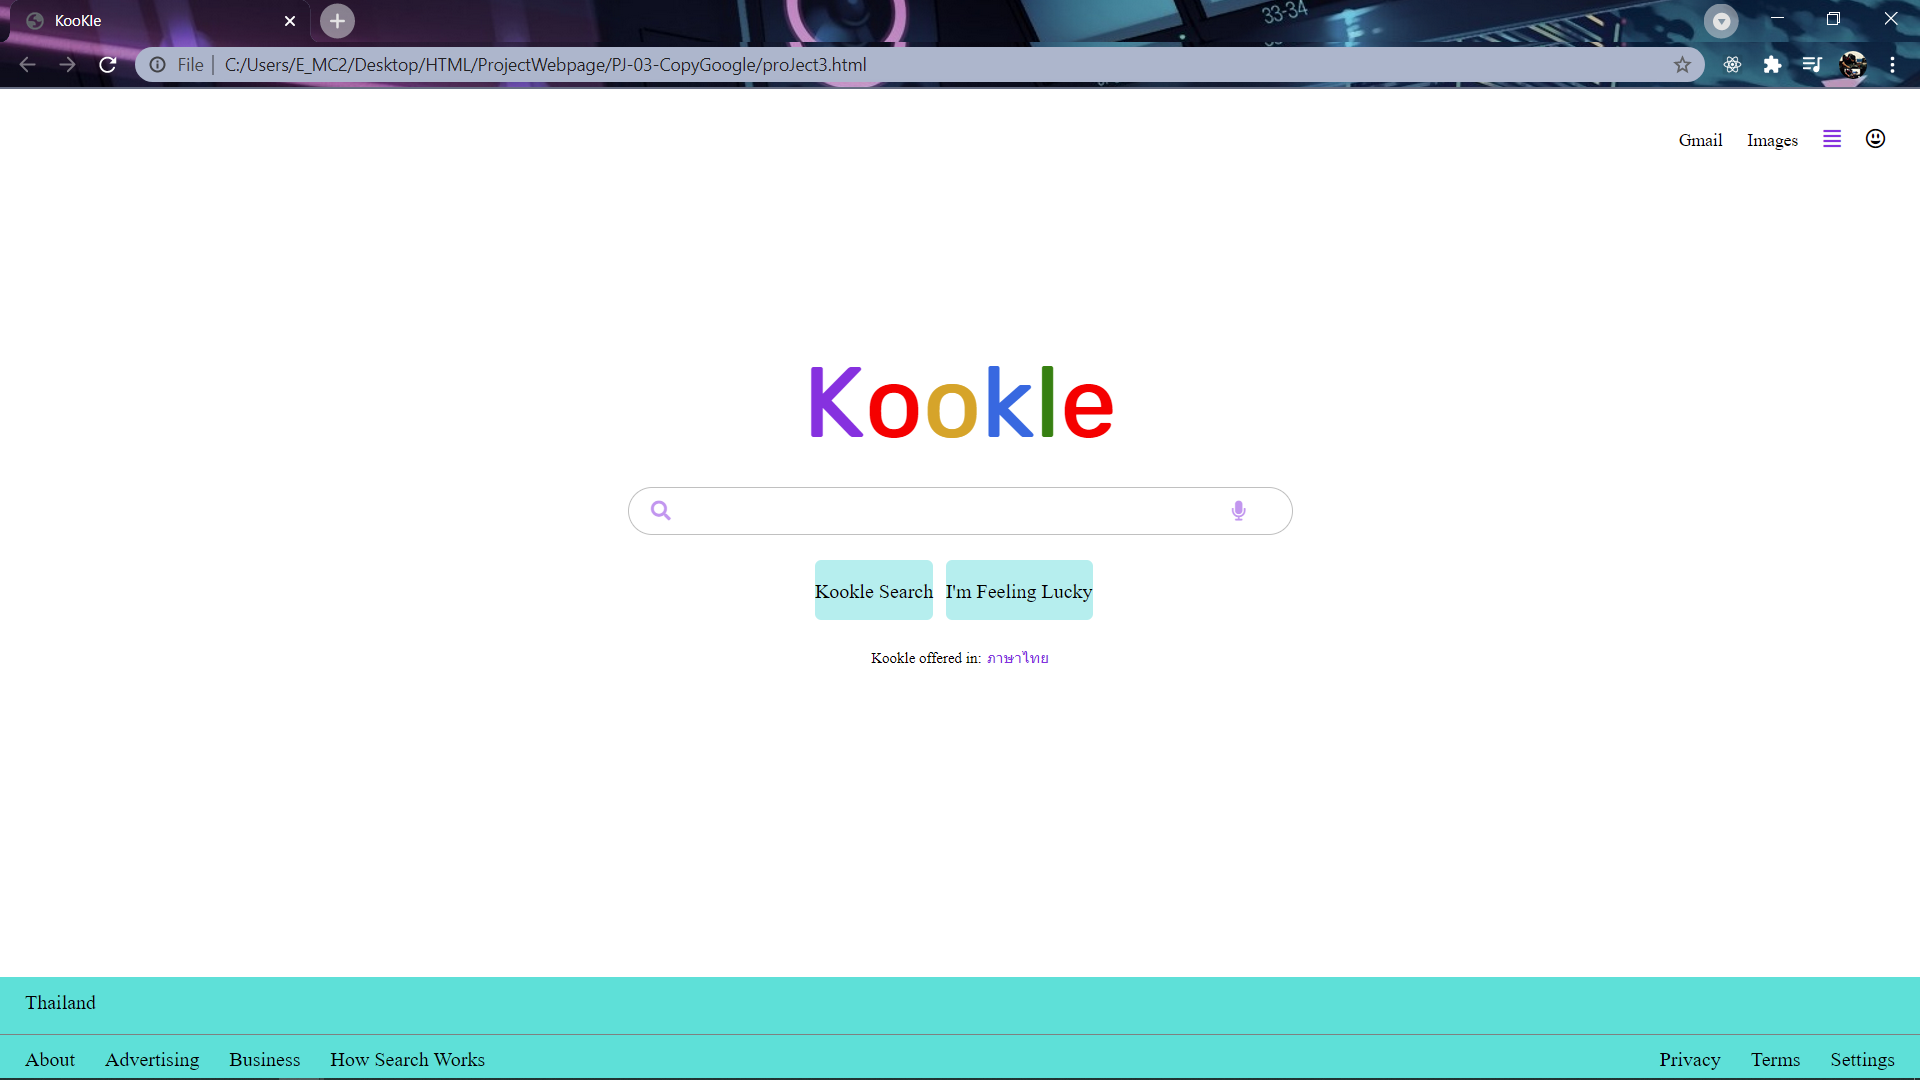 KooKle
File C:/Users/E_MC2/Desktop/HTML/ProjectWebpage/PJ-03-CopyGoogle/proJect3.html
33-34
Gmail Images
Kookle
Kookle Search I'm Feeling Lucky
Kookle offered in: ภาษาไทย
Thailand
About Advertising Business How Search Works Privacy Terms Settings